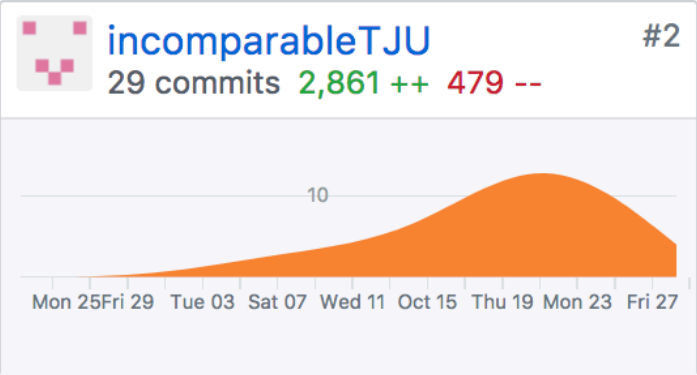 incomparableTJU #2
29 commits 2,861 ++ 479 --
10
Mon 25Fri 29 Tue 03 Sat 07 Wed 11 Oct 15 Thu 19 Mon 23 Fri 27